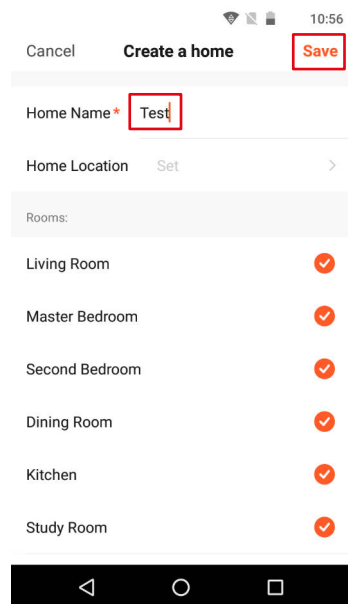 10:56
Cancel Create a home Save
Home Name* Test
Home Location Set
Rooms:
Living Room
Master Bedroom
Second Bedroom
Dining Room
Kitchen
Study Room